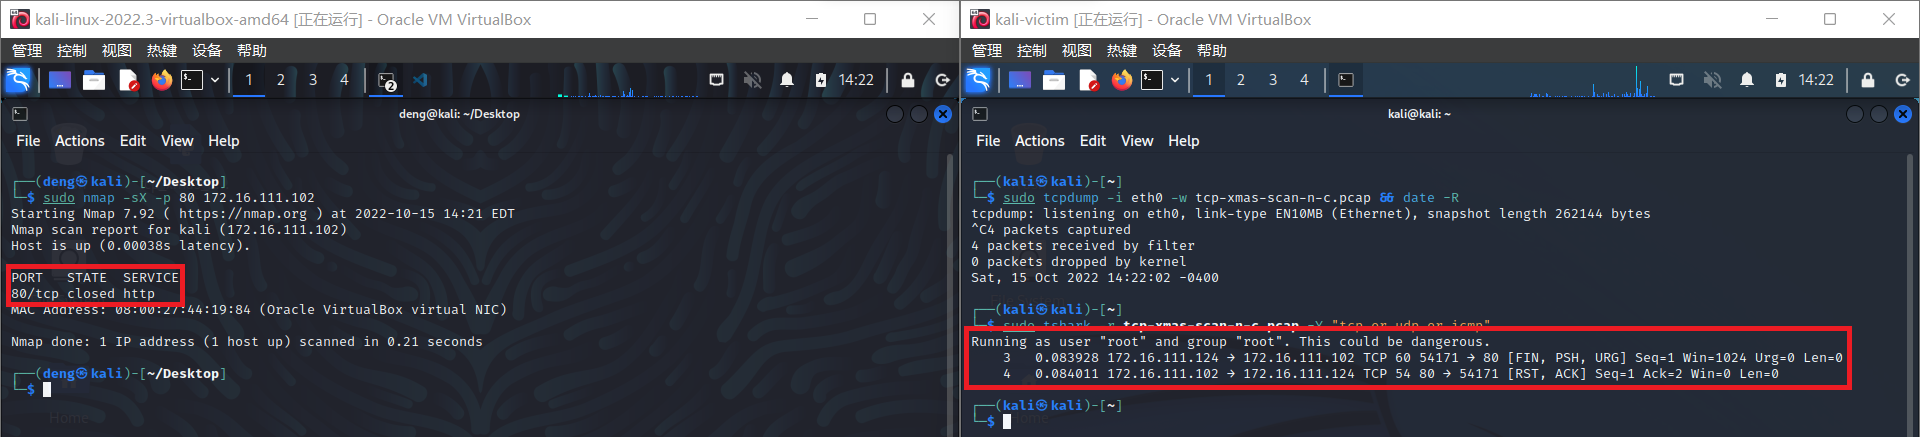 kali-linux-2022.3-virtualbox-amd64 [正在运行] - Oracle VM VirtualBox
管理 控制 视图 热键 设备 帮助
1 2 3 4 2 14:22
deng@kali: ~/Desktop
File Actions Edit View Help
┌──(deng㉿kali)-[~/Desktop]
└─$ sudo nmap -sX -p 80 172.16.111.102
Starting Nmap 7.92 ( https://nmap.org ) at 2022-10-15 14:21 EDT
Nmap scan report for kali (172.16.111.102)
Host is up (0.00038s latency).
PORT   STATE  SERVICE
80/tcp closed http
MAC Address: 08:00:27:44:19:84 (Oracle VirtualBox virtual NIC)
Nmap done: 1 IP address (1 host up) scanned in 0.21 seconds
┌──(deng㉿kali)-[~/Desktop]
└─$
Home
kali-victim [正在运行] - Oracle VM VirtualBox
管理 控制 视图 热键 设备 帮助
1 2 3 4 14:22
kali@kali: ~
File Actions Edit View Help
┌──(kali㉿kali)-[~]
└─$ sudo tcpdump -i eth0 -w tcp-xmas-scan-n-c.pcap && date -R
tcpdump: listening on eth0, link-type EN10MB (Ethernet), snapshot length 262144 bytes
^C4 packets captured
4 packets received by filter
0 packets dropped by kernel
Sat, 15 Oct 2022 14:22:02 -0400
┌──(kali㉿kali)-[~]
└─$ sudo tshark -r tcp-xmas-scan-n-c.pcap -Y "tcp or udp or icmp"
Running as user "root" and group "root". This could be dangerous.
    3   0.083928 172.16.111.124 → 172.16.111.102 TCP 60 54171 → 80 [FIN, PSH, URG] Seq=1 Win=1024 Urg=0 Len=0
    4   0.084011 172.16.111.102 → 172.16.111.124 TCP 54 80 → 54171 [RST, ACK] Seq=1 Ack=2 Win=0 Len=0
┌──(kali㉿kali)-[~]
└─$
Home